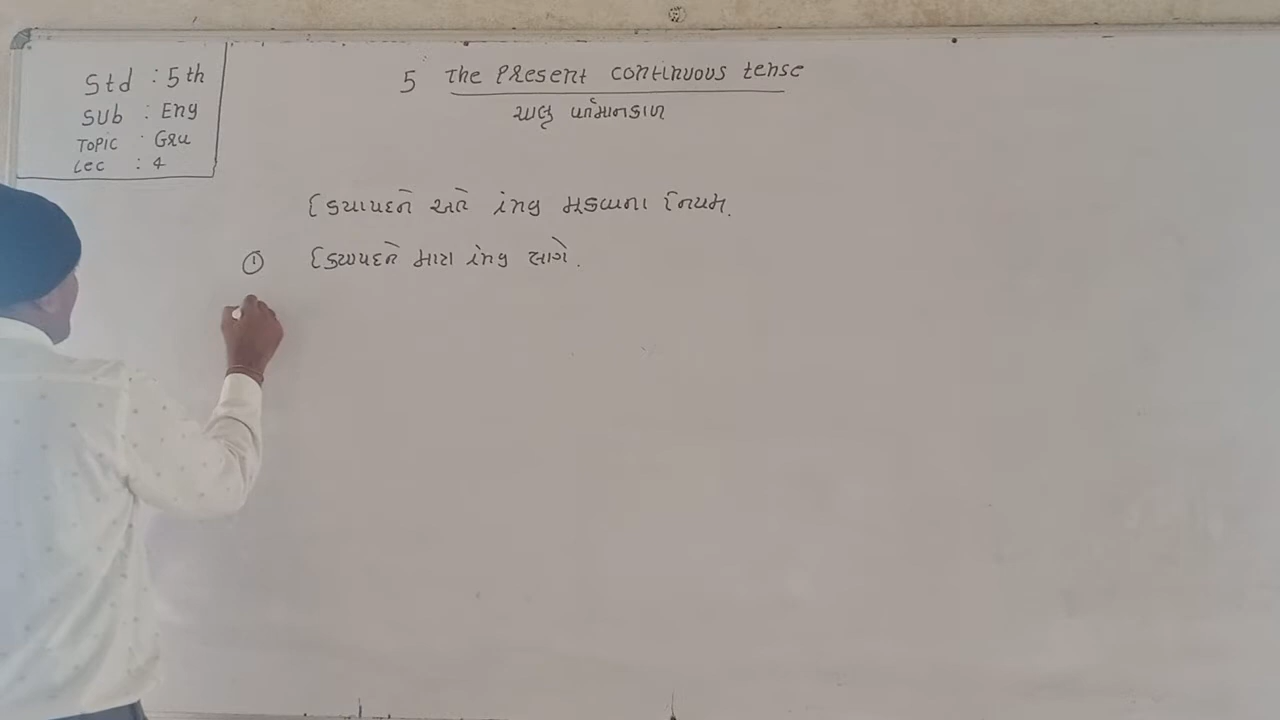 Std : 5th
Sub : Eng
Topic : Gra
Lec : 4
5 The Present Continuous tense
ચાલુ વર્તમાનકાળ
ક્રિયાપદને અંતે ing મૂકવાના નિયમ.
① ક્રિયાપદને માત્ર ing લાગે.